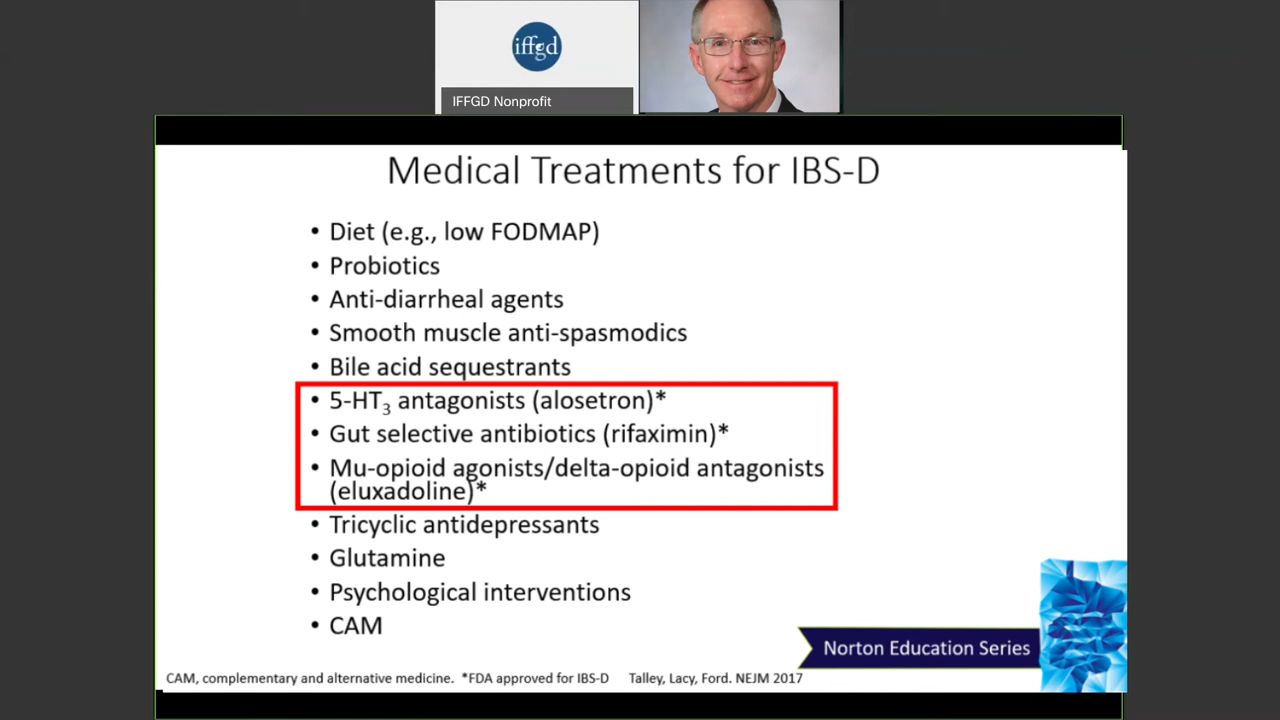 iffgd
IFFGD Nonprofit
Medical Treatments for IBS-D
• Diet (e.g., low FODMAP)
• Probiotics
• Anti-diarrheal agents
• Smooth muscle anti-spasmodics
• Bile acid sequestrants
• 5-HT₃ antagonists (alosetron)*
• Gut selective antibiotics (rifaximin)*
• Mu-opioid agonists/delta-opioid antagonists
(eluxadoline)*
• Tricyclic antidepressants
• Glutamine
• Psychological interventions
• CAM
Norton Education Series
CAM, complementary and alternative medicine. *FDA approved for IBS-D Talley, Lacy, Ford. NEJM 2017